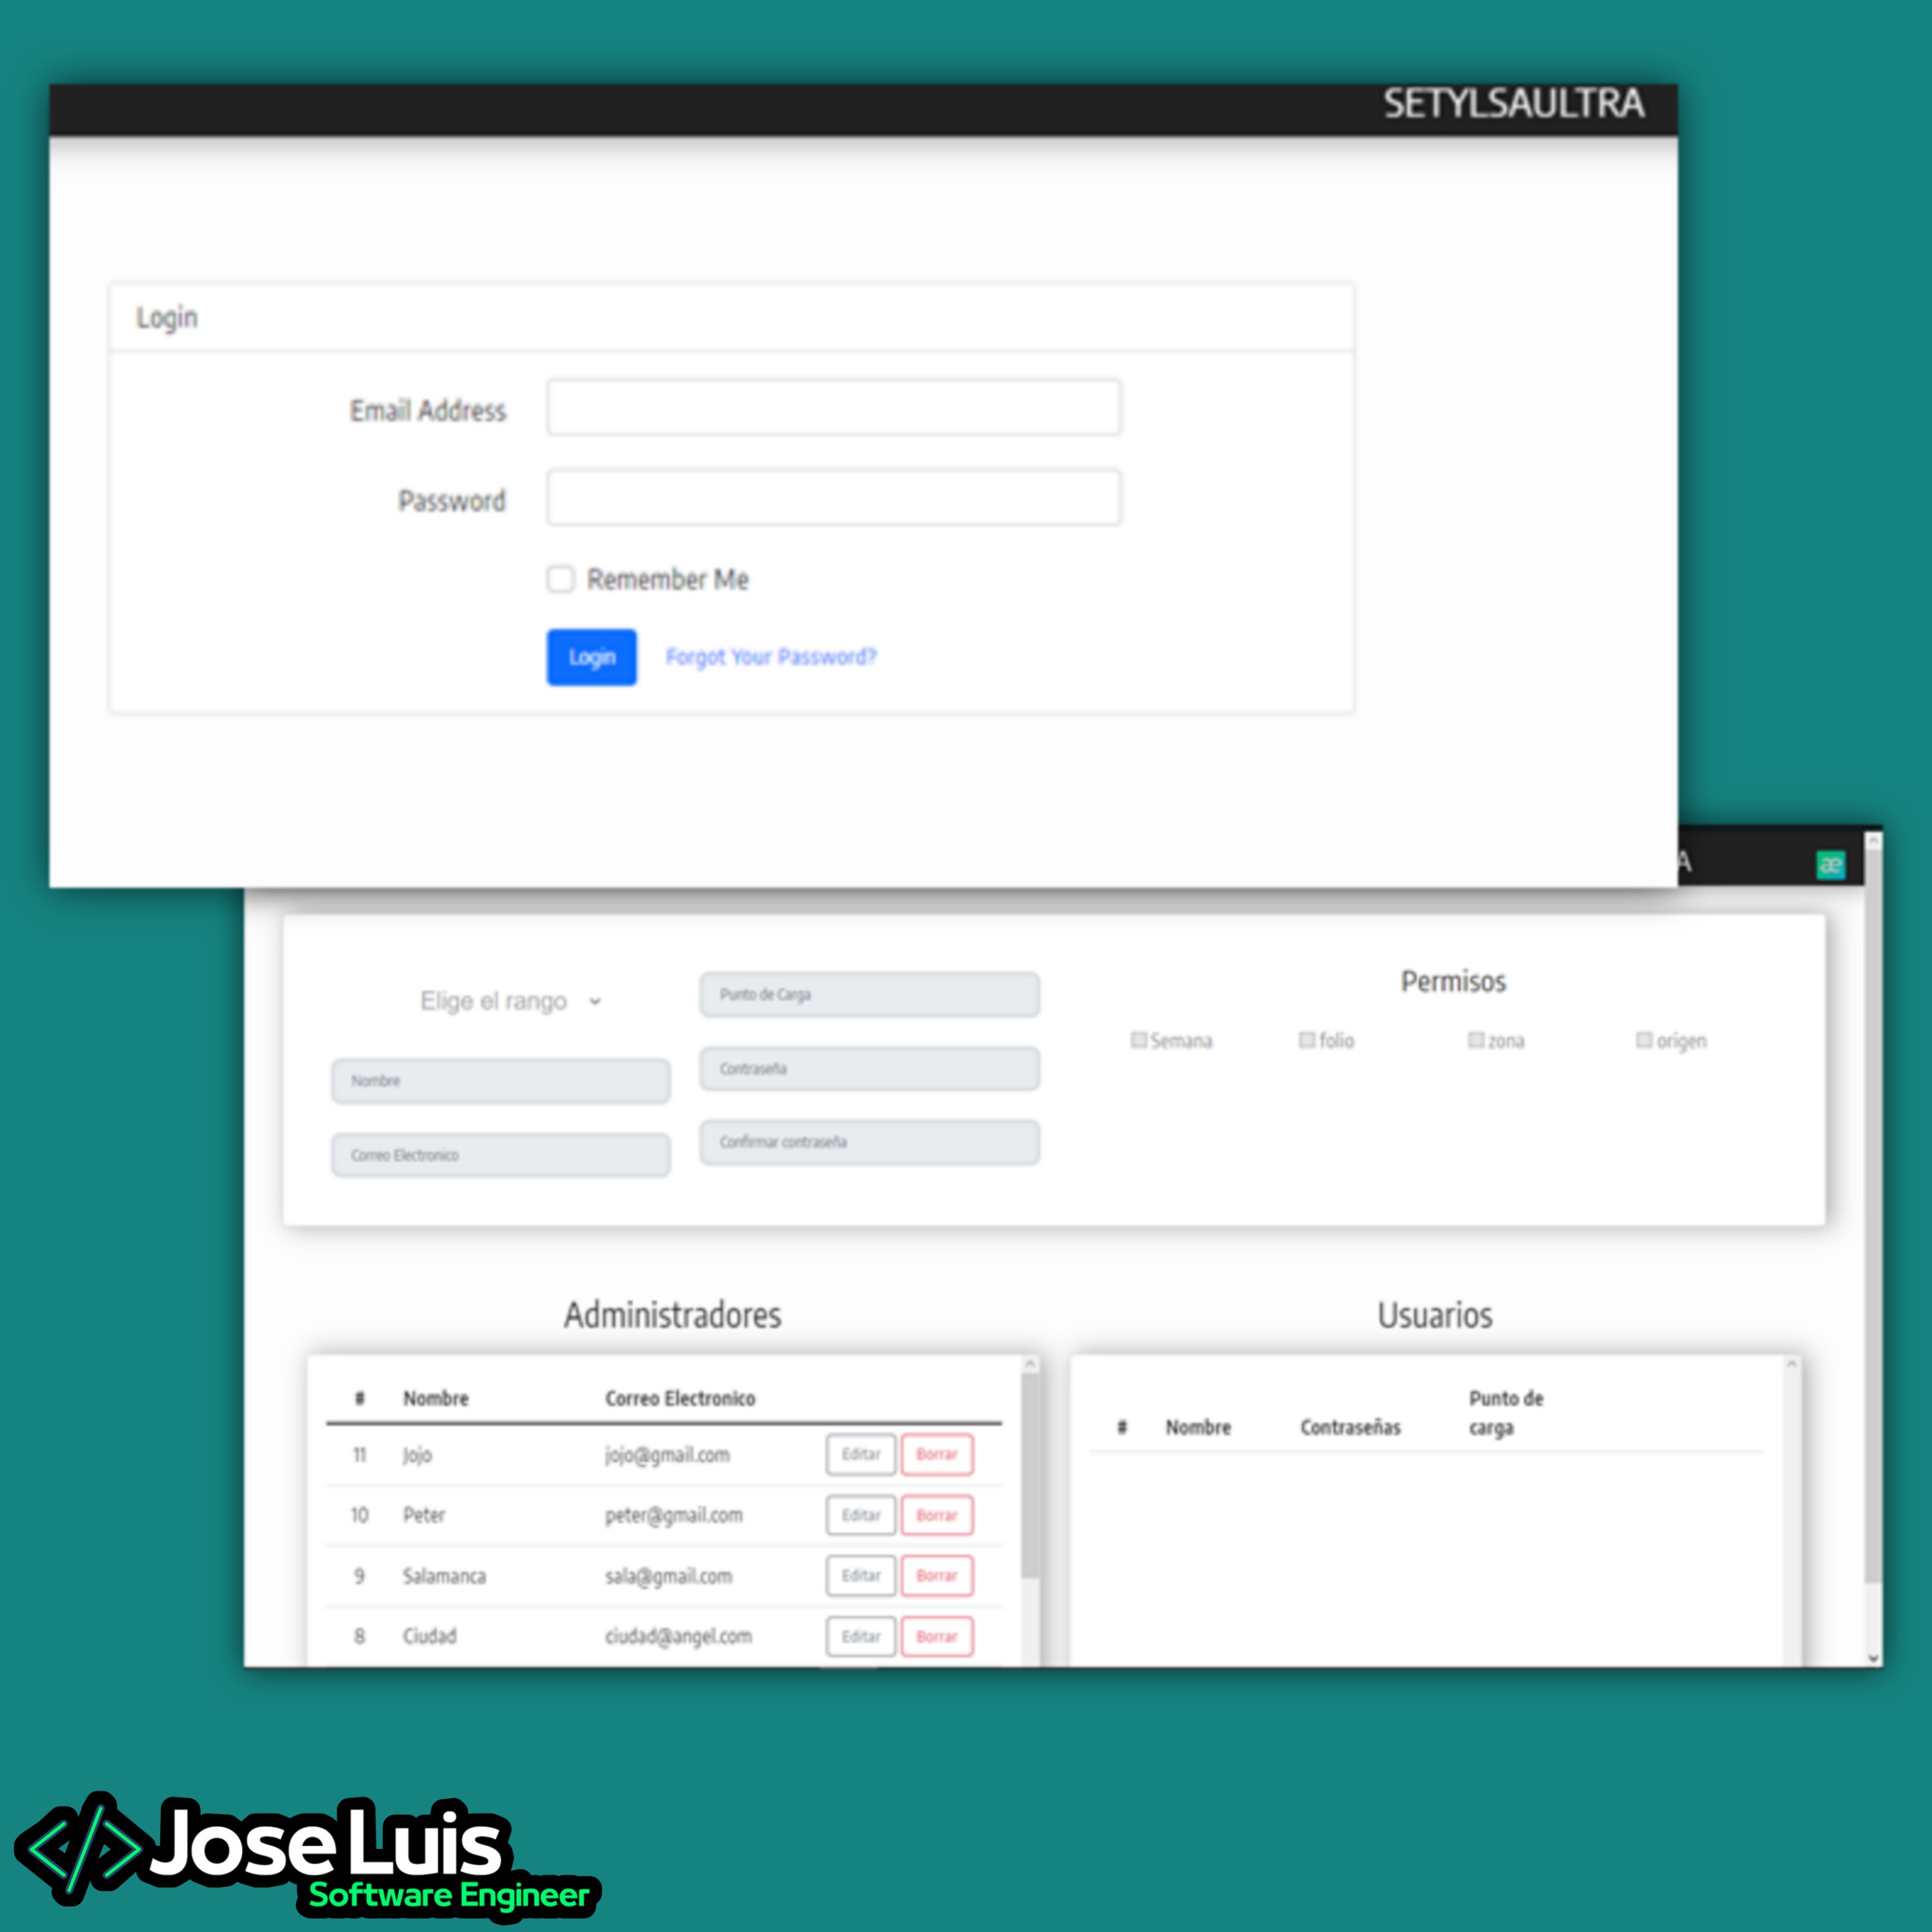 SETYLSAULTRA
Login
Email Address
Password
Remember Me
Login Forgot Your Password?
A æ
Elige el rango
Nombre
Correo Electronico
Punto de Carga
Contraseña
Confirmar contraseña
Permisos
Semana folio zona origen
Administradores
# Nombre Correo Electronico
11 Jojo jojo@gmail.com Editar Borrar
10 Peter peter@gmail.com Editar Borrar
9 Salamanca sala@gmail.com Editar Borrar
8 Ciudad ciudad@angel.com Editar Borrar
Usuarios
# Nombre Contraseñas Punto de
carga
</> Jose Luis
Software Engineer